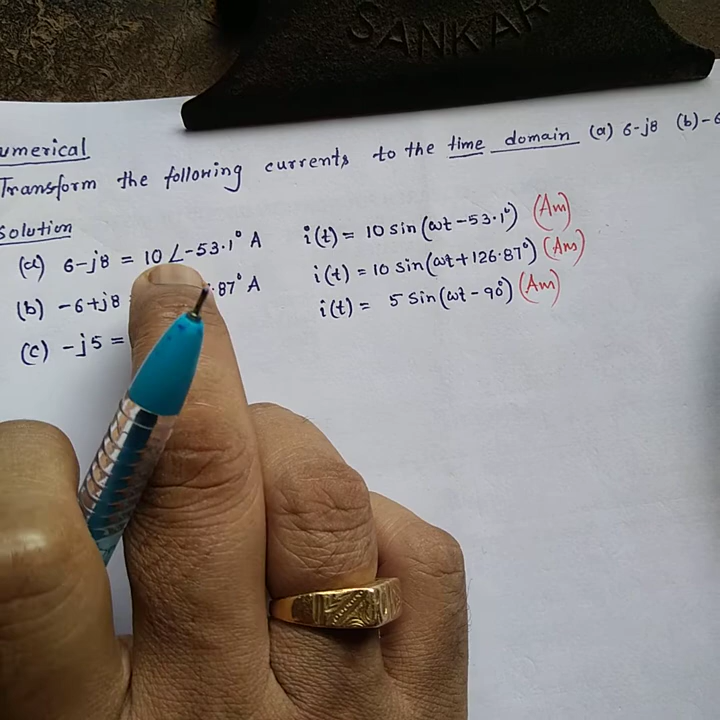 SANKAR
umerical
Transform the following currents to the time domain (a) 6-j8 (b)-6
Solution
(a) 6-j8 = 10∠-53.1° A i(t) = 10 sin(ωt-53.1°) (Am)
(b) -6+j8 .87° A i(t) = 10 sin(ωt+126.87°) (Am)
(c) -j5 = i(t) = 5 sin(ωt-90°) (Am)